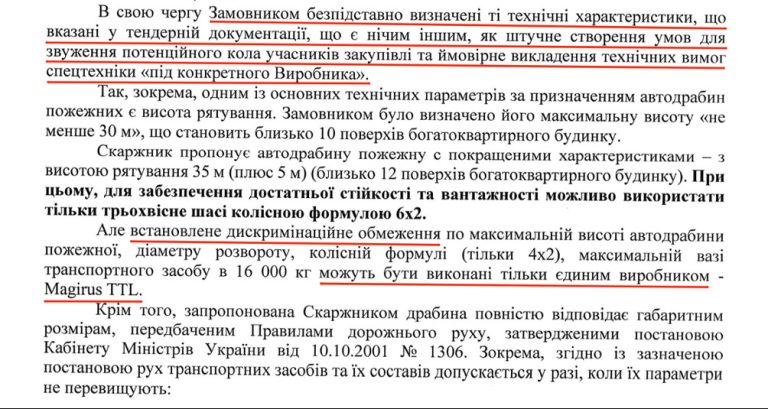 В свою чергу Замовником безпідставно визначені ті технічні характеристики, що
вказані у тендерній документації, що є нічим іншим, як штучне створення умов для
звуження потенційного кола учасників закупівлі та ймовірне викладення технічних вимог
спецтехніки «під конкретного Виробника».
Так, зокрема, одним із основних технічних параметрів за призначенням автодрабин
пожежних є висота рятування. Замовником було визначено його максимальну висоту «не
менше 30 м», що становить близько 10 поверхів богатоквартирного будинку.
Скаржник пропонує автодрабину пожежну с покращеними характеристиками – з
висотою рятування 35 м (плюс 5 м) (близько 12 поверхів богатоквартирного будинку). При
цьому, для забезпечення достатньої стійкості та вантажності можливо використати
тільки трьохвісне шасі колісною формулою 6х2.
Але встановлене дискримінаційне обмеження по максимальній висоті автодрабини
пожежної, діаметру розвороту, колісній формулі (тільки 4х2), максимальній вазі
транспортного засобу в 16 000 кг можуть бути виконані тільки єдиним виробником -
Magirus TTL.
Крім того, запропонована Скаржником драбина повністю відповідає габаритним
розмірам, передбаченим Правилами дорожнього руху, затвердженими постановою
Кабінету Міністрів України від 10.10.2001 № 1306. Зокрема, згідно із зазначеною
постановою рух транспортних засобів та їх составів допускається у разі, коли їх параметри
не перевищують: